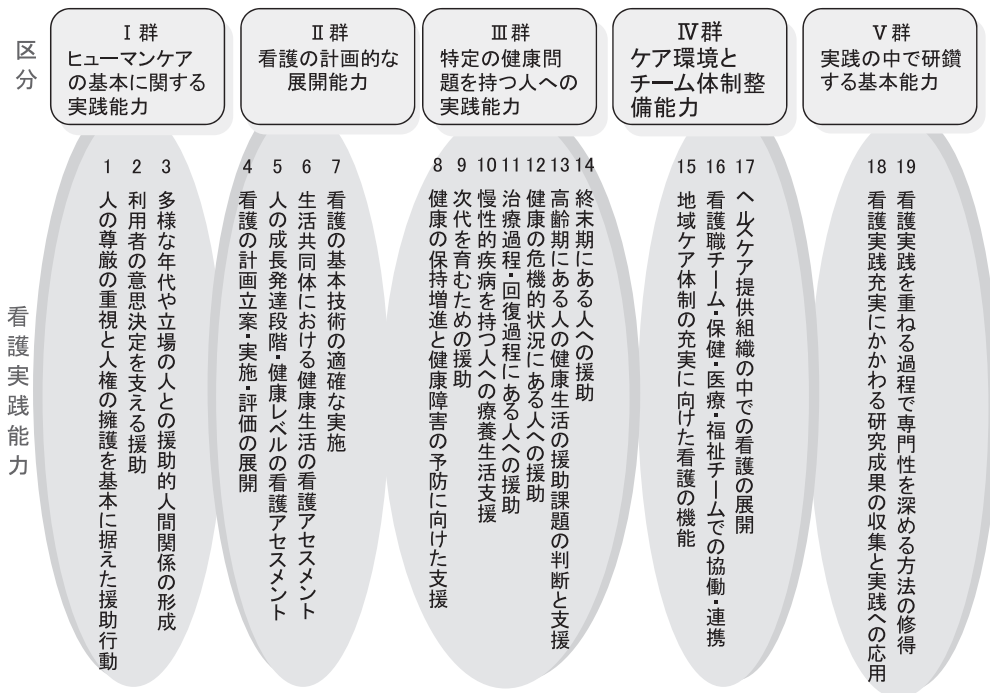 区分
Ⅰ群
ヒューマンケア
の基本に関する
実践能力
Ⅱ群
看護の計画的な
展開能力
Ⅲ群
特定の健康問
題を持つ人への
実践能力
Ⅳ群
ケア環境と
チーム体制整
備能力
Ⅴ群
実践の中で研鑽
する基本能力
看護実践能力
1 人の尊厳の重視と人権の擁護を基本に据えた援助行動
2 利用者の意思決定を支える援助
3 多様な年代や立場の人との援助的人間関係の形成
4 看護の計画立案・実施・評価の展開
5 人の成長発達段階・健康レベルの看護アセスメント
6 生活共同体における健康生活の看護アセスメント
7 看護の基本技術の適確な実施
8 健康の保持増進と健康障害の予防に向けた支援
9 次代を育むための援助
10 慢性的疾病を持つ人への療養生活支援
11 治療過程・回復過程にある人への援助
12 健康の危機的状況にある人への援助
13 高齢期にある人の健康生活の援助課題の判断と支援
14 終末期にある人への援助
15 地域ケア体制の充実に向けた看護の機能
16 看護職チーム・保健・医療・福祉チームでの協働・連携
17 ヘルスケア提供組織の中での看護の展開
18 看護実践充実にかかわる研究成果の収集と実践への応用
19 看護実践を重ねる過程で専門性を深める方法の修得